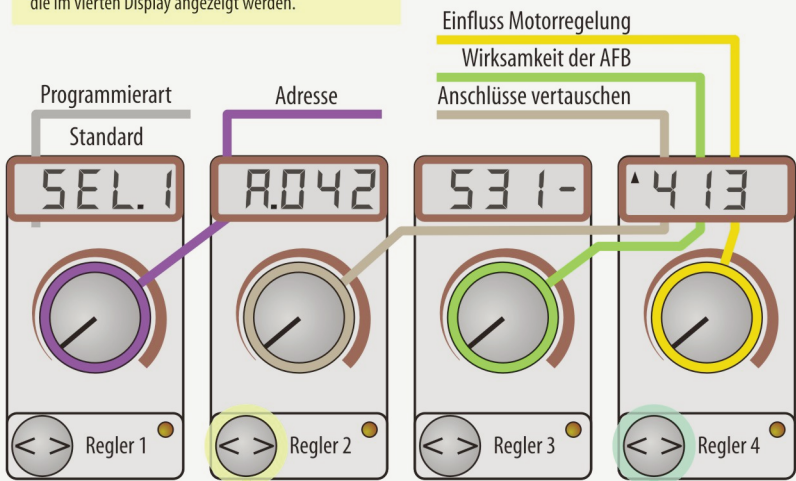 die im vierten Display angezeigt werden.
Einfluss Motorregelung
Wirksamkeit der AFB
Programmierart
Adresse
Anschlüsse vertauschen
Standard
SEL.1
A.042
531-
413
< > Regler 1
< > Regler 2
< > Regler 3
< > Regler 4